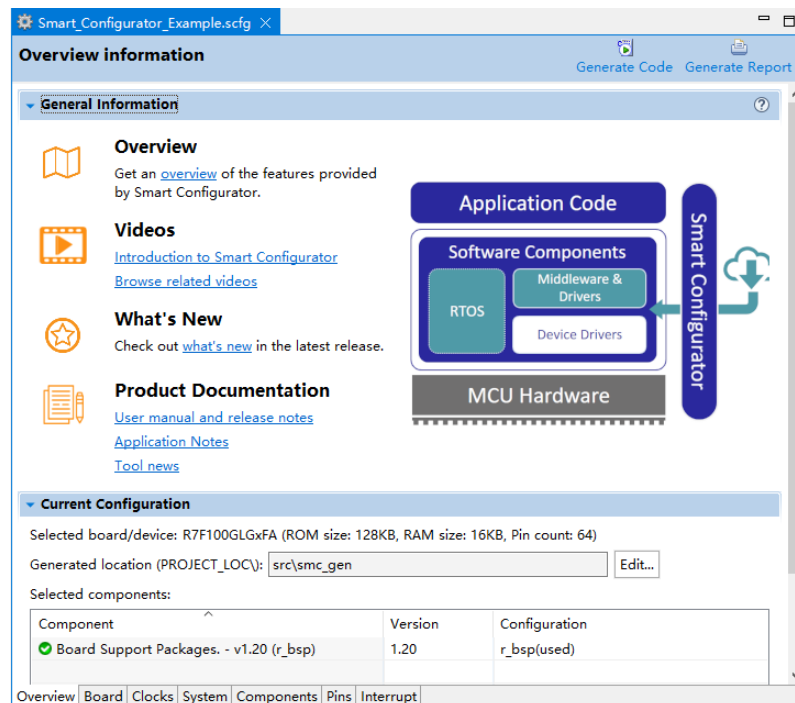 Smart_Configurator_Example.scfg
Overview information
Generate Code
Generate Report
General Information
Overview
Get an overview of the features provided
by Smart Configurator.
Videos
Introduction to Smart Configurator
Browse related videos
What's New
Check out what's new in the latest release.
Product Documentation
User manual and release notes
Application Notes
Tool news
Application Code
Software Components
RTOS
Middleware &
Drivers
Device Drivers
MCU Hardware
Smart Configurator
Current Configuration
Selected board/device: R7F100GLGxFA (ROM size: 128KB, RAM size: 16KB, Pin count: 64)
Generated location (PROJECT_LOC\): src\smc_gen Edit...
Selected components:
Component Version Configuration
Board Support Packages. - v1.20 (r_bsp) 1.20 r_bsp(used)
Overview Board Clocks System Components Pins Interrupt